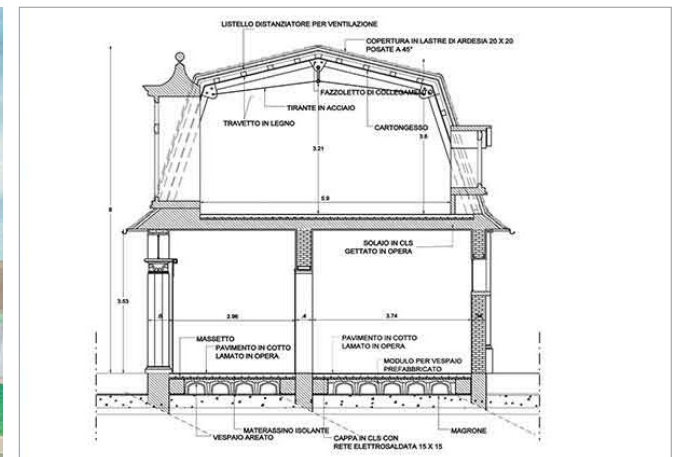 LISTELLO DISTANZIATORE PER VENTILAZIONE
COPERTURA IN LASTRE DI ARDESIA 20 X 20
POSATE A 45°
FAZZOLETTO DI COLLEGAMENTO
TIRANTE IN ACCIAIO
TRAVETTO IN LEGNO
CARTONGESSO
3.21
3.6
5.9
SOLAIO IN CLS
GETTATO IN OPERA
3.53
.5
2.96
.4
3.74
MASSETTO
PAVIMENTO IN COTTO
LAMATO IN OPERA
PAVIMENTO IN COTTO
LAMATO IN OPERA
MODULO PER VESPAIO
PREFABBRICATO
MATERASSINO ISOLANTE
VESPAIO AREATO
CAPPA IN CLS CON
RETE ELETTROSALDATA 15 X 15
MAGRONE